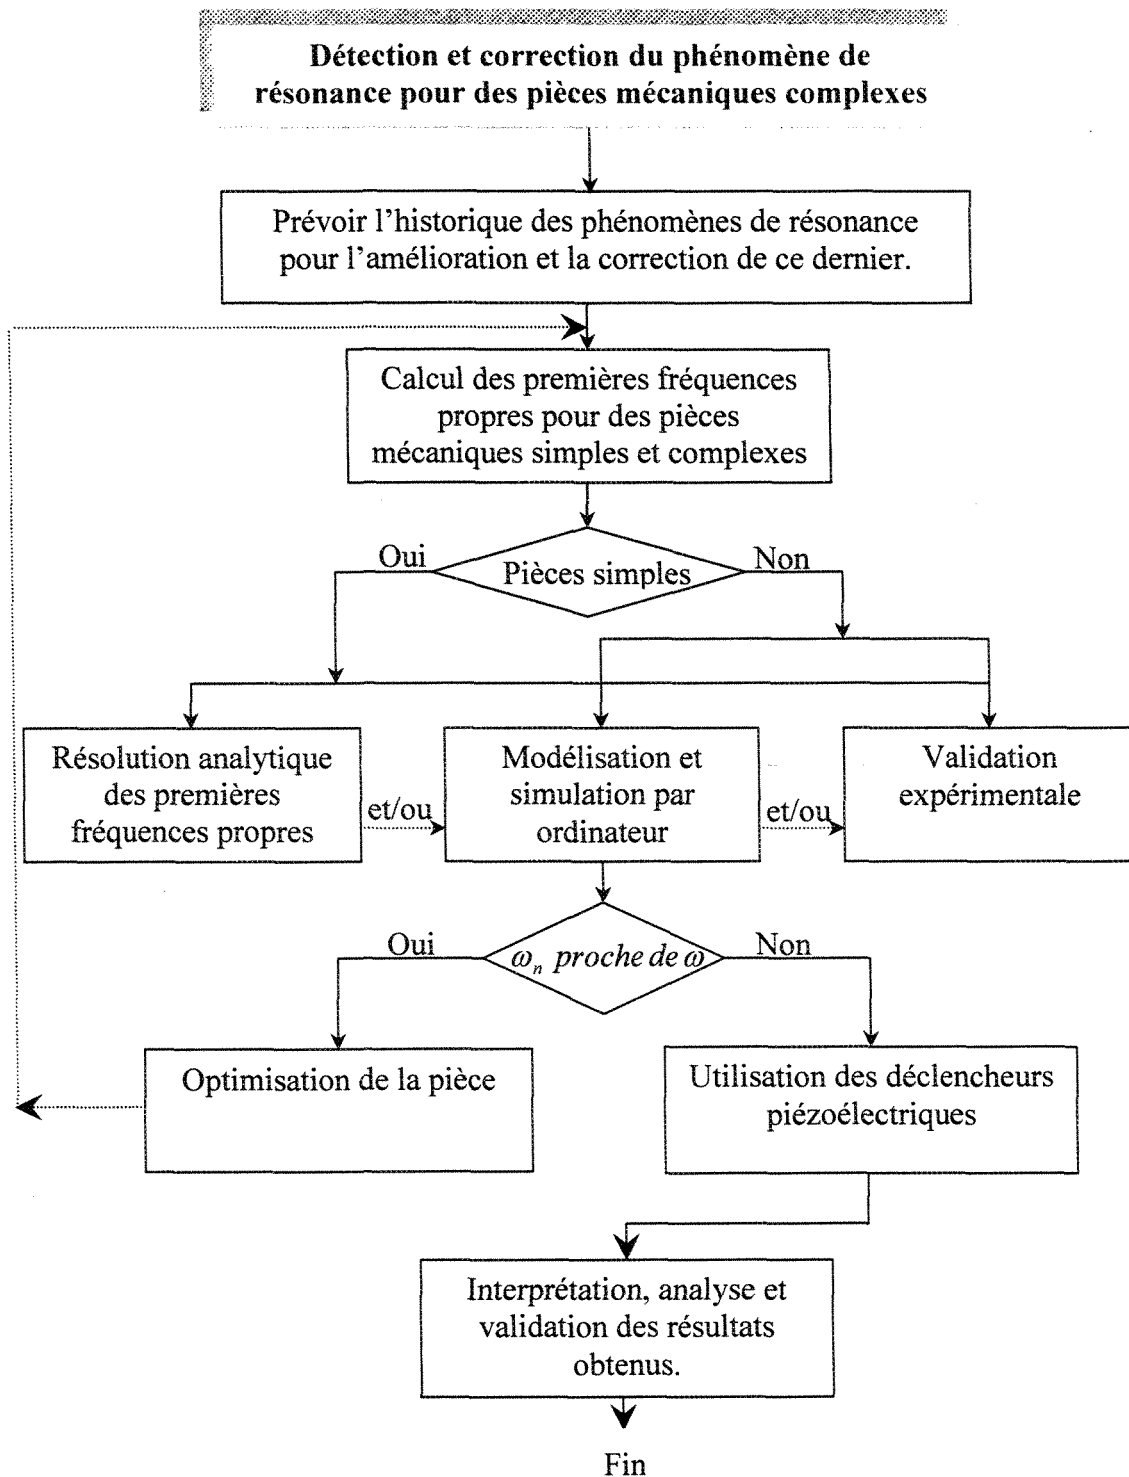 Détection et correction du phénomène de
résonance pour des pièces mécaniques complexes
Prévoir l'historique des phénomènes de résonance
pour l'amélioration et la correction de ce dernier.
Calcul des premières fréquences
propres pour des pièces
mécaniques simples et complexes
Oui
Pièces simples
Non
Résolution analytique
des premières
fréquences propres
et/ou
Modélisation et
simulation par
ordinateur
et/ou
Validation
expérimentale
Oui
ωn proche de ω
Non
Optimisation de la pièce
Utilisation des déclencheurs
piézoélectriques
Interprétation, analyse et
validation des résultats
obtenus.
Fin